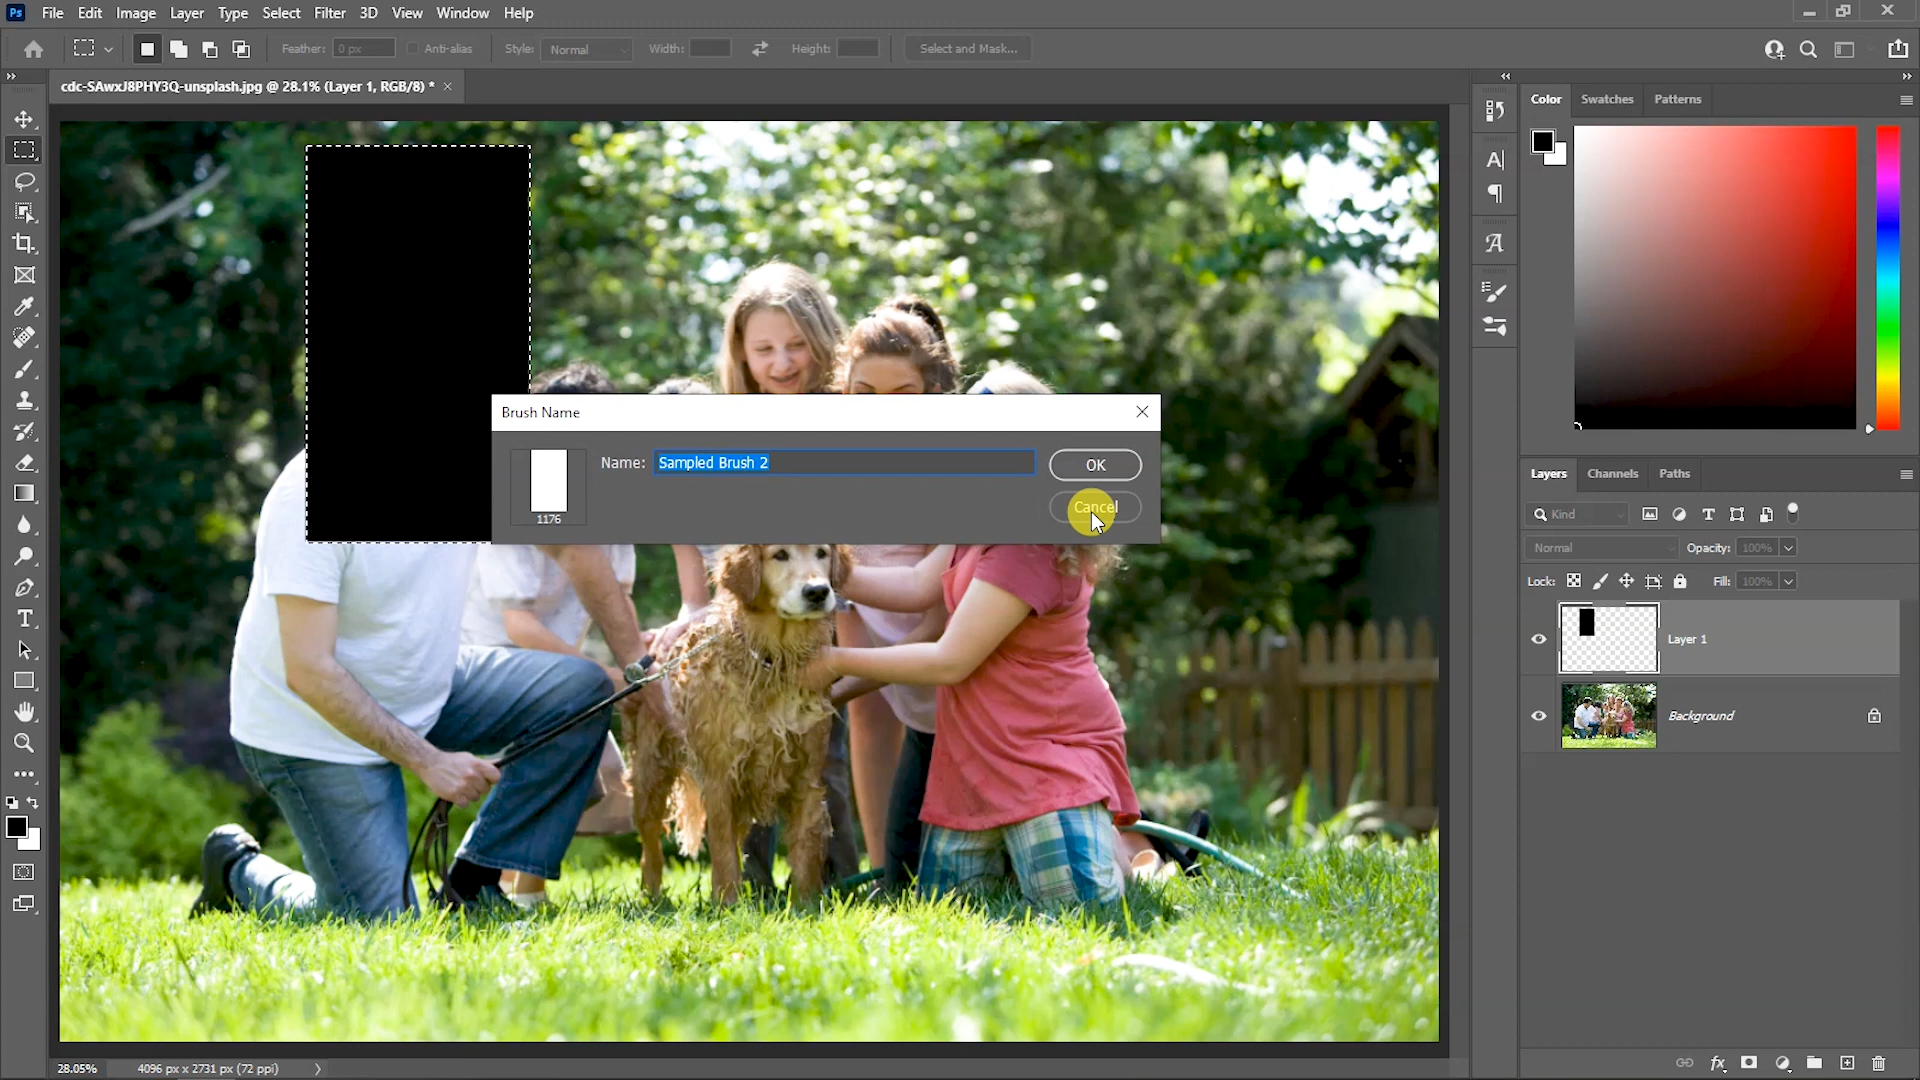 Ps File Edit Image Layer Type Select Filter 3D View Window Help
Feather: 0 px Anti-alias Style: Normal Width: Height: Select and Mask...
cdc-SAwxJ8PHY3Q-unsplash.jpg @ 28.1% (Layer 1, RGB/8) * ×
Color Swatches Patterns
Brush Name
Name: Sampled Brush 2 OK
Cancel
1176
Layers Channels Paths
Kind
Normal Opacity: 100%
Lock: Fill: 100%
Layer 1
Background
28.05% 4096 px x 2731 px (72 ppi)